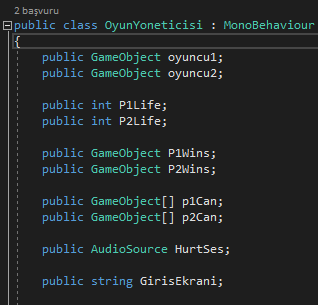 2 başvuru
public class OyunYoneticisi : MonoBehaviour
{
public GameObject oyuncu1;
public GameObject oyuncu2;
public int P1Life;
public int P2Life;
public GameObject P1Wins;
public GameObject P2Wins;
public GameObject[] p1Can;
public GameObject[] p2Can;
public AudioSource HurtSes;
public string GirisEkrani;